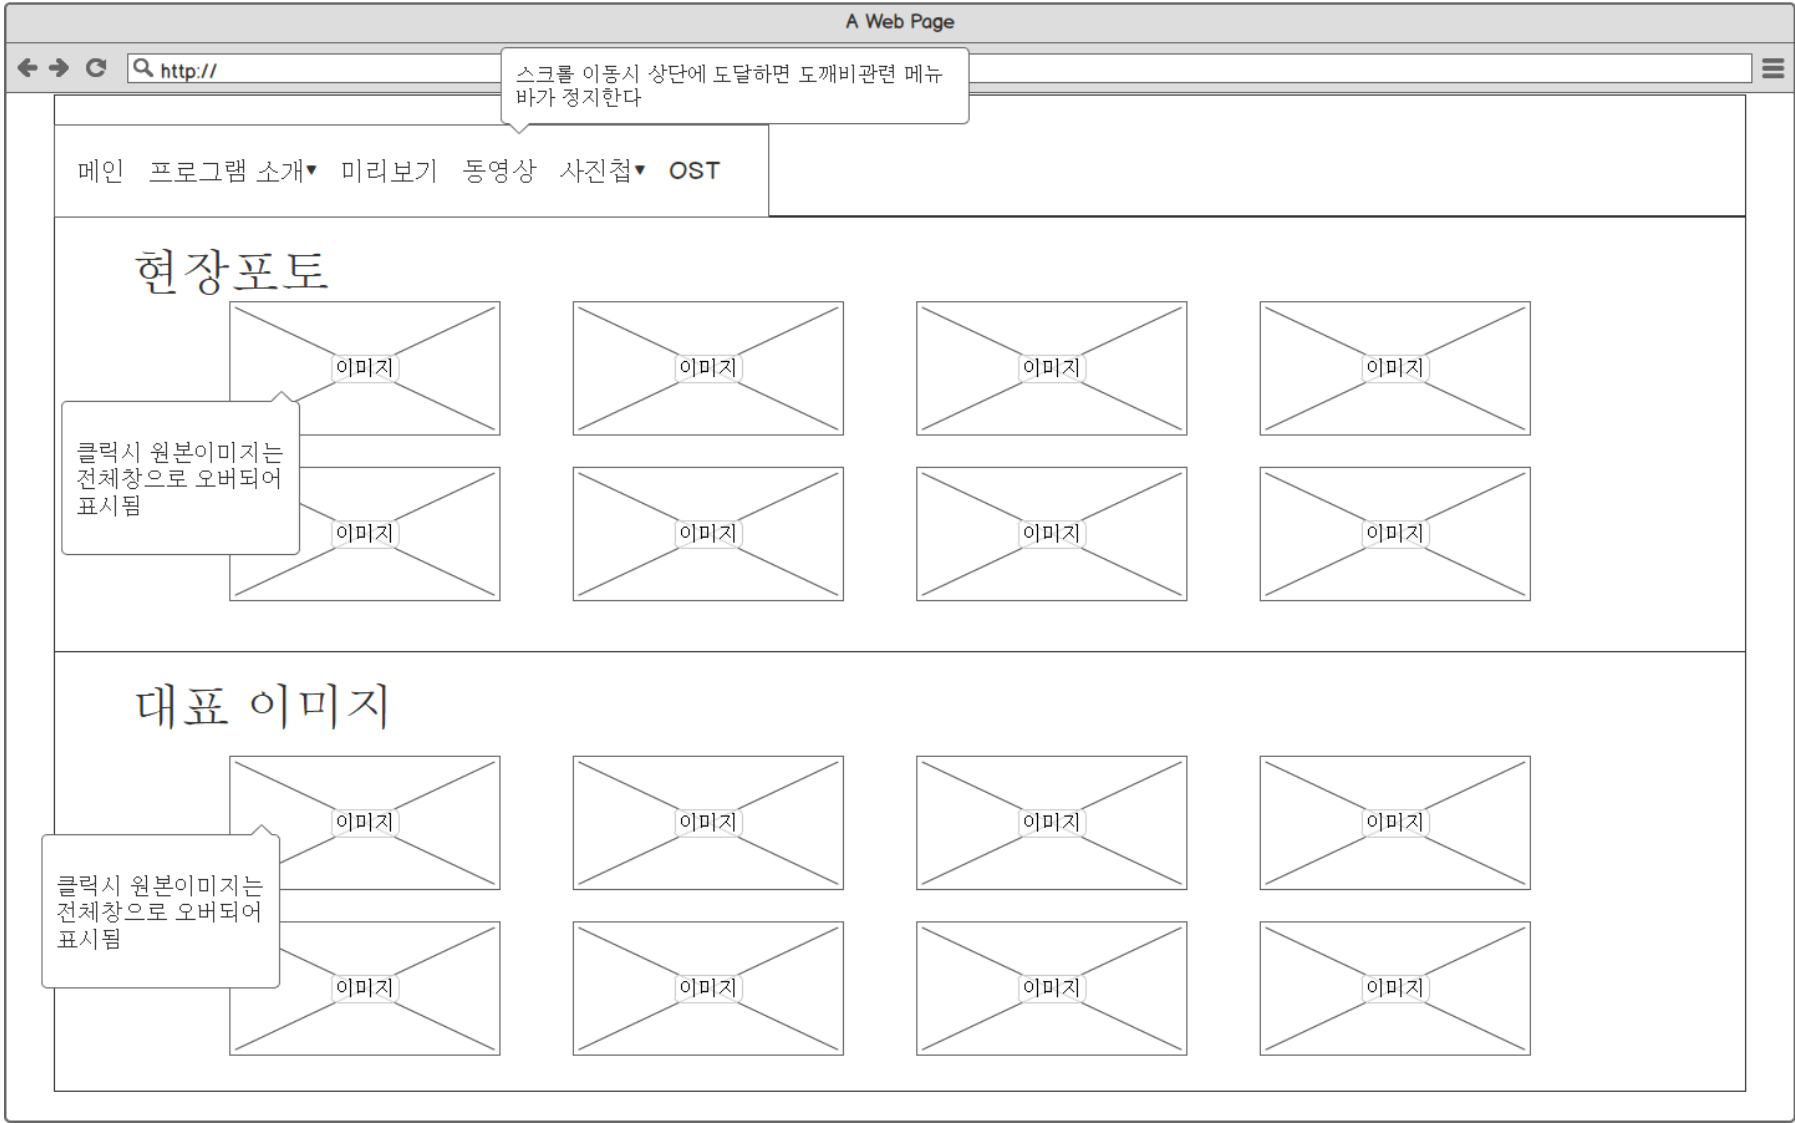 A Web Page
http://
스크롤 이동시 상단에 도달하면 도깨비관련 메뉴
바가 정지한다
메인 프로그램 소개▼ 미리보기 동영상 사진첩▼ OST
현장포토
이미지 이미지 이미지 이미지
클릭시 원본이미지는
전체창으로 오버되어
표시됨
이미지 이미지 이미지 이미지
대표 이미지
이미지 이미지 이미지 이미지
클릭시 원본이미지는
전체창으로 오버되어
표시됨
이미지 이미지 이미지 이미지